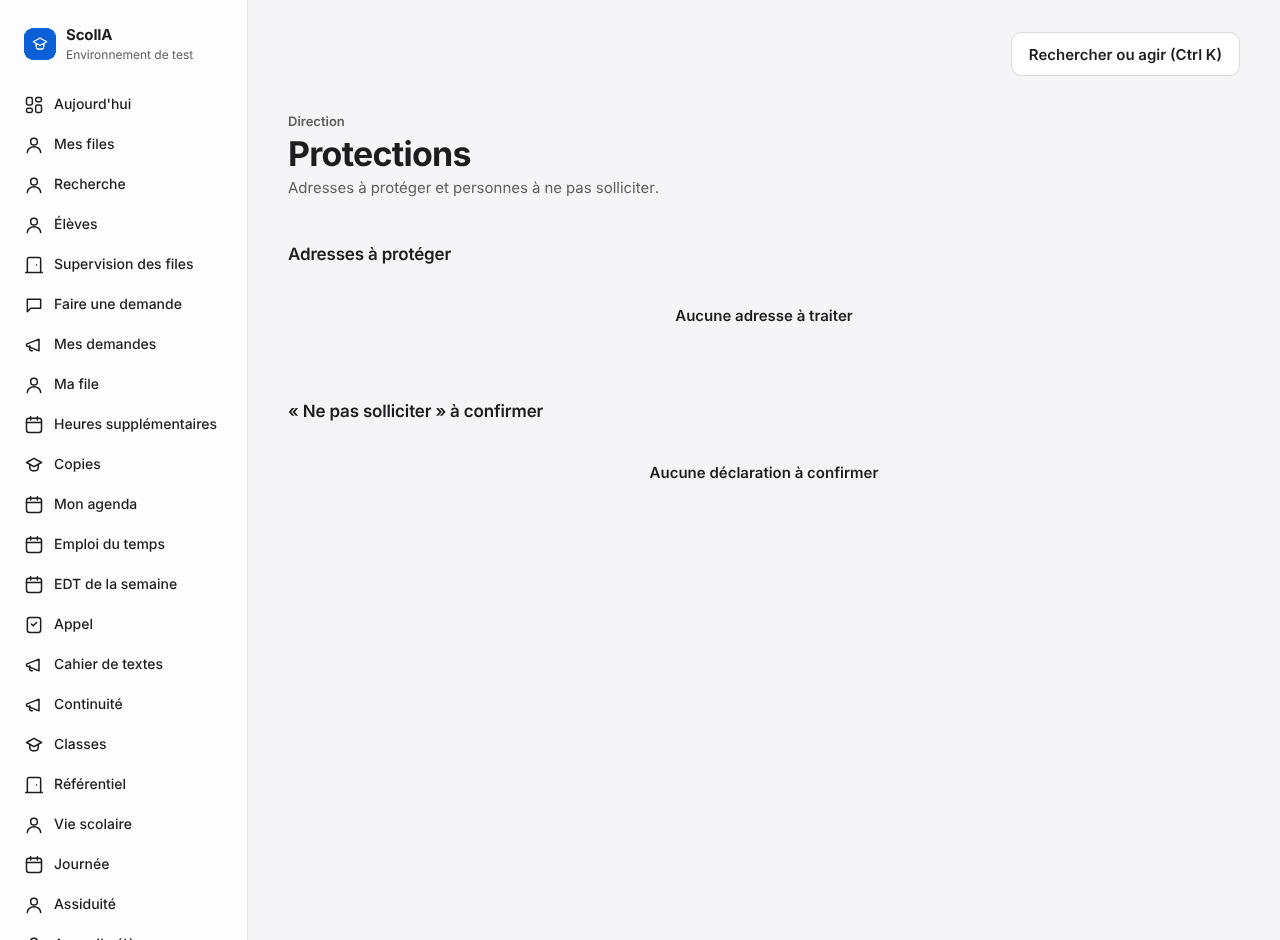 ScolIA
Environnement de test
Aujourd'hui
Mes files
Recherche
Élèves
Supervision des files
Faire une demande
Mes demandes
Ma file
Heures supplémentaires
Copies
Mon agenda
Emploi du temps
EDT de la semaine
Appel
Cahier de textes
Continuité
Classes
Référentiel
Vie scolaire
Journée
Assiduité
Rechercher ou agir (Ctrl K)
Direction
Protections
Adresses à protéger et personnes à ne pas solliciter.
Adresses à protéger
Aucune adresse à traiter
« Ne pas solliciter » à confirmer
Aucune déclaration à confirmer